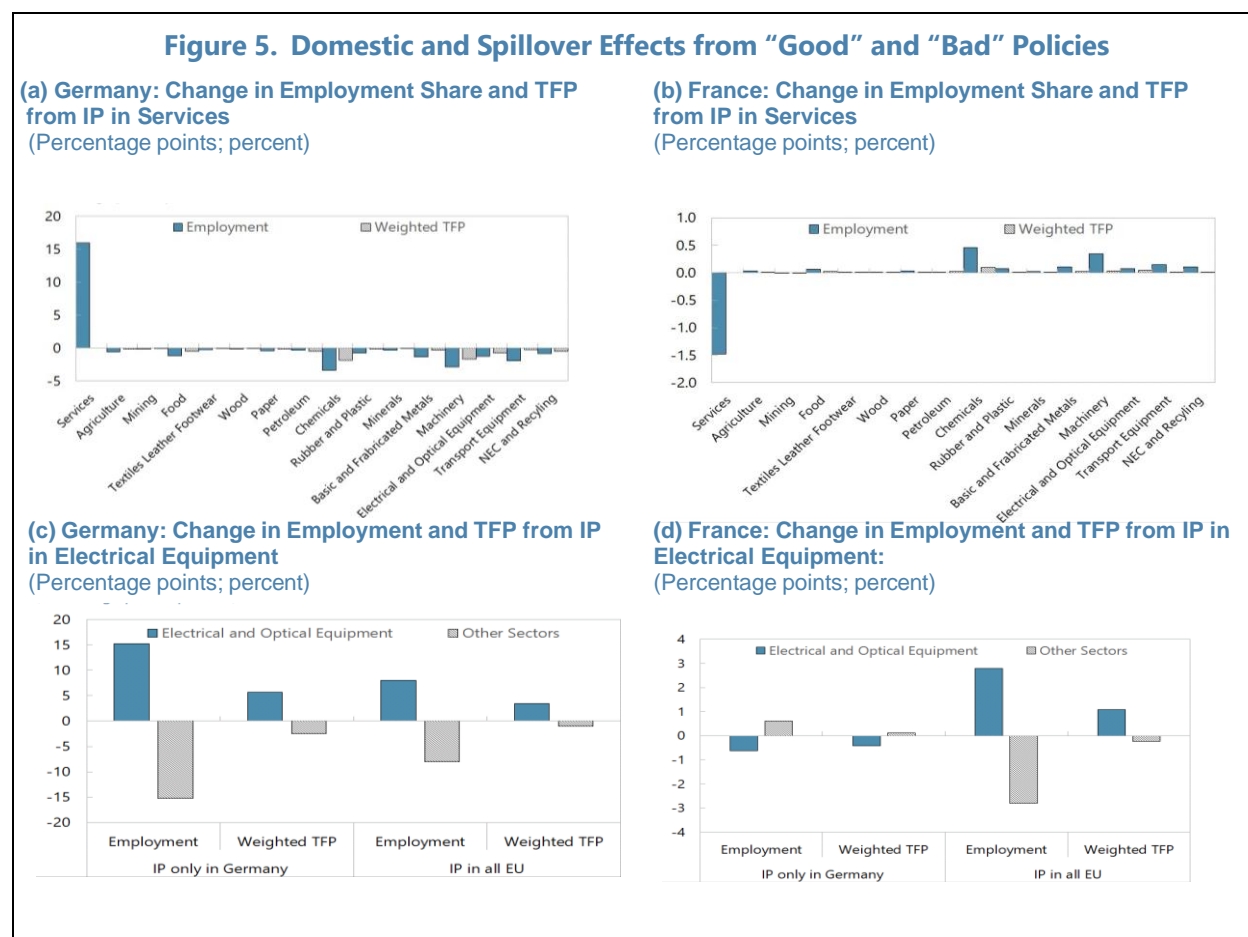 Figure 5. Domestic and Spillover Effects from “Good” and “Bad” Policies
(a) Germany: Change in Employment Share and TFP
from IP in Services
(Percentage points; percent)
20
15
10
5
0
-5
Employment
Weighted TFP
Services
Agriculture
Mining
Food
Textiles Leather Footwear
Wood
Paper
Petroleum
Chemicals
Rubber and Plastic
Minerals
Basic and Frabricated Metals
Machinery
Electrical and Optical Equipment
Transport Equipment
NEC and Recyling
(b) France: Change in Employment Share and TFP
from IP in Services
(Percentage points; percent)
1.0
0.5
0.0
-0.5
-1.0
-1.5
-2.0
Employment
Weighted TFP
Services
Agriculture
Mining
Food
Textiles Leather Footwear
Wood
Paper
Petroleum
Chemicals
Rubber and Plastic
Minerals
Basic and Frabricated Metals
Machinery
Electrical and Optical Equipment
Transport Equipment
NEC and Recyling
(c) Germany: Change in Employment and TFP from IP
in Electrical Equipment
(Percentage points; percent)
20
15
10
5
0
-5
-10
-15
-20
Electrical and Optical Equipment
Other Sectors
Employment Weighted TFP Employment Weighted TFP
IP only in Germany IP in all EU
(d) France: Change in Employment and TFP from IP in
Electrical Equipment:
(Percentage points; percent)
4
3
2
1
0
-1
-2
-3
-4
Electrical and Optical Equipment
Other Sectors
Employment Weighted TFP Employment Weighted TFP
IP only in Germany IP in all EU